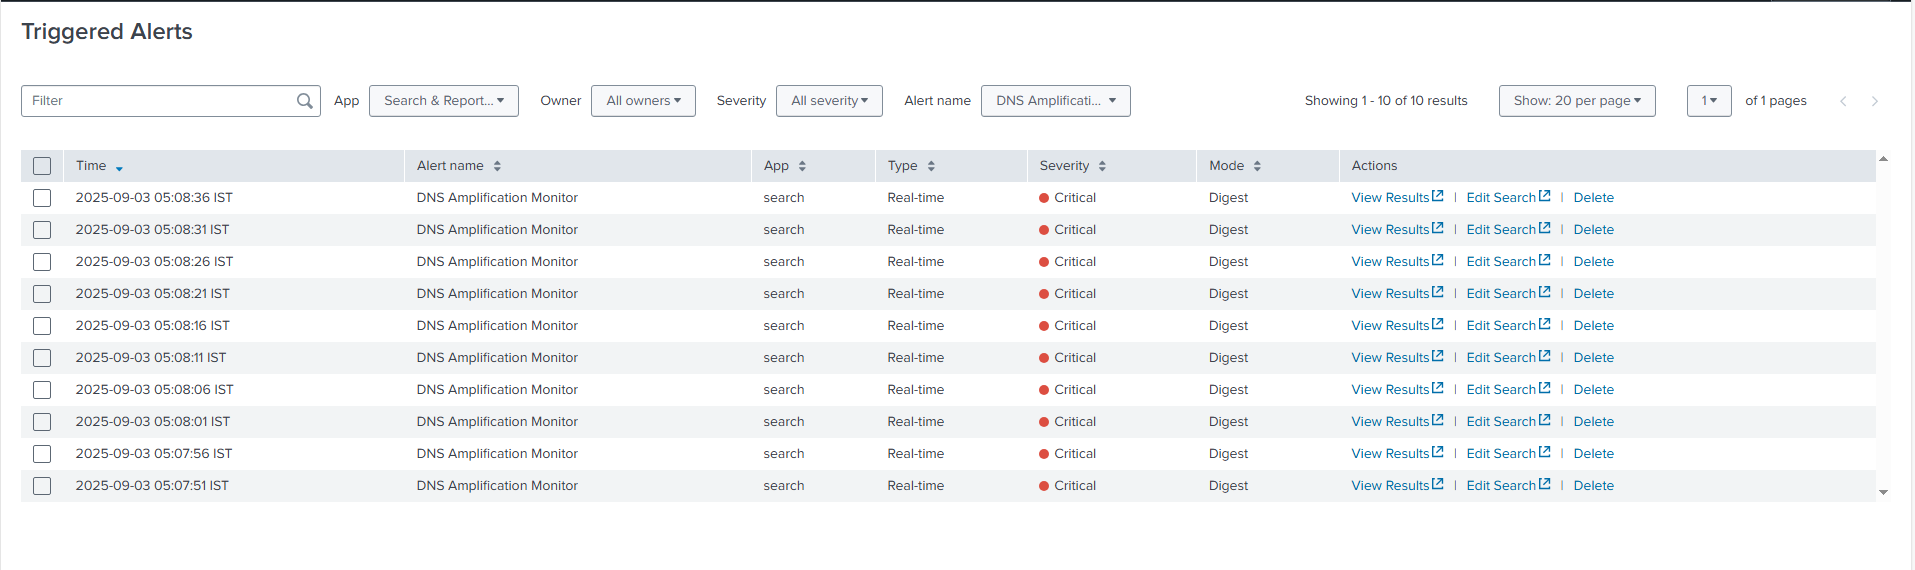 Triggered Alerts
Filter App Search & Report... Owner All owners Severity All severity Alert name DNS Amplificati... Showing 1 - 10 of 10 results Show: 20 per page 1 of 1 pages
Time Alert name App Type Severity Mode Actions
2025-09-03 05:08:36 IST DNS Amplification Monitor search Real-time Critical Digest View Results | Edit Search | Delete
2025-09-03 05:08:31 IST DNS Amplification Monitor search Real-time Critical Digest View Results | Edit Search | Delete
2025-09-03 05:08:26 IST DNS Amplification Monitor search Real-time Critical Digest View Results | Edit Search | Delete
2025-09-03 05:08:21 IST DNS Amplification Monitor search Real-time Critical Digest View Results | Edit Search | Delete
2025-09-03 05:08:16 IST DNS Amplification Monitor search Real-time Critical Digest View Results | Edit Search | Delete
2025-09-03 05:08:11 IST DNS Amplification Monitor search Real-time Critical Digest View Results | Edit Search | Delete
2025-09-03 05:08:06 IST DNS Amplification Monitor search Real-time Critical Digest View Results | Edit Search | Delete
2025-09-03 05:08:01 IST DNS Amplification Monitor search Real-time Critical Digest View Results | Edit Search | Delete
2025-09-03 05:07:56 IST DNS Amplification Monitor search Real-time Critical Digest View Results | Edit Search | Delete
2025-09-03 05:07:51 IST DNS Amplification Monitor search Real-time Critical Digest View Results | Edit Search | Delete